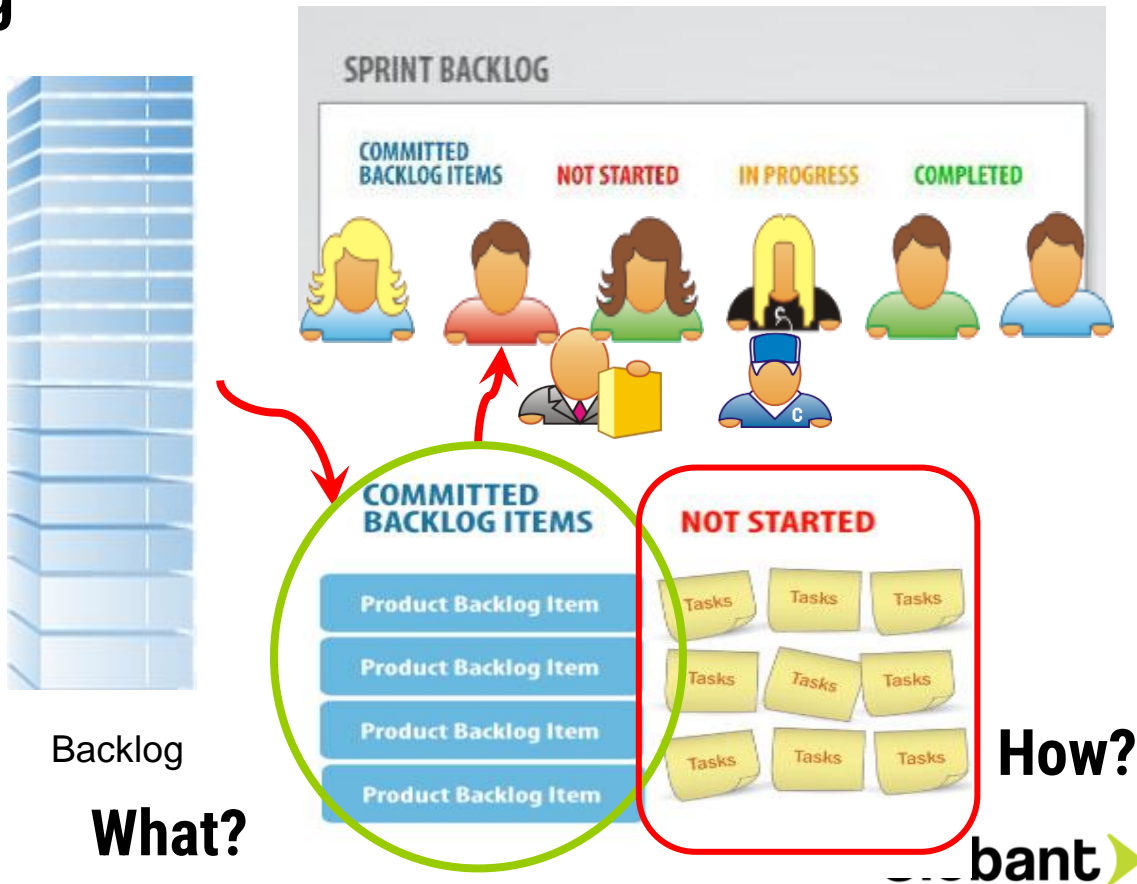 g
SPRINT BACKLOG
COMMITTED
BACKLOG ITEMS
NOT STARTED
IN PROGRESS
COMPLETED
C
COMMITTED
BACKLOG ITEMS
NOT STARTED
Product Backlog Item
Tasks
Tasks
Tasks
Product Backlog Item
Tasks
Tasks
Tasks
Product Backlog Item
Tasks
Tasks
Tasks
Product Backlog Item
Backlog
How?
What?
bant